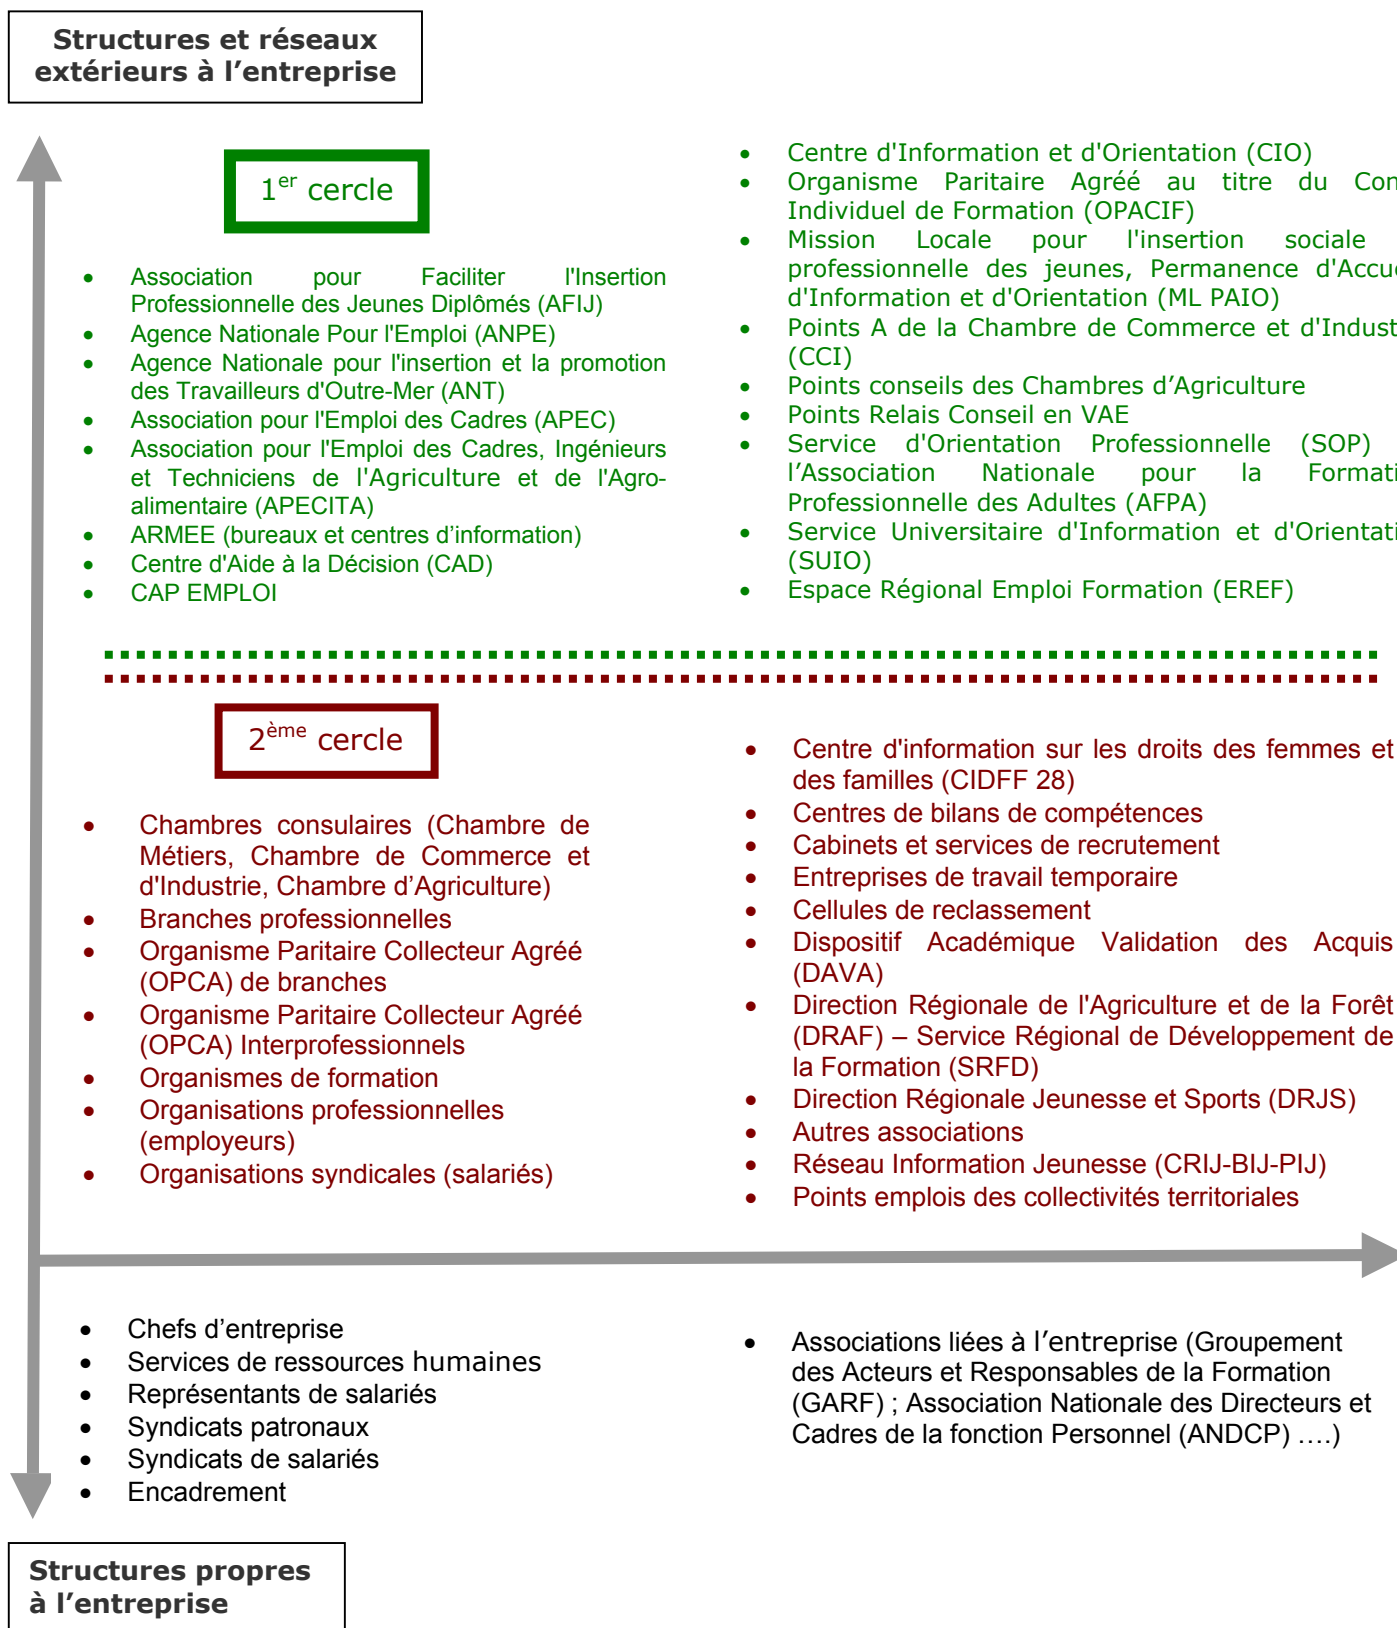 Structures et réseaux
extérieurs à l’entreprise
1er cercle
• Association pour Faciliter l'Insertion
Professionnelle des Jeunes Diplômés (AFIJ)
• Agence Nationale Pour l'Emploi (ANPE)
• Agence Nationale pour l'insertion et la promotion
des Travailleurs d'Outre-Mer (ANT)
• Association pour l'Emploi des Cadres (APEC)
• Association pour l'Emploi des Cadres, Ingénieurs
et Techniciens de l'Agriculture et de l'Agro-
alimentaire (APECITA)
• ARMEE (bureaux et centres d’information)
• Centre d'Aide à la Décision (CAD)
• CAP EMPLOI
• Centre d'Information et d'Orientation (CIO)
• Organisme Paritaire Agréé au titre du
Individuel de Formation (OPACIF)
• Mission Locale pour l'insertion sociale
professionnelle des jeunes, Permanence
d'Information et d'Orientation (ML PAIO)
• Points A de la Chambre de Commerce et
(CCI)
• Points conseils des Chambres d’Agriculture
• Points Relais Conseil en VAE
• Service d'Orientation Professionnelle (SOP)
l’Association Nationale pour la
Professionnelle des Adultes (AFPA)
• Service Universitaire d'Information et
(SUIO)
• Espace Régional Emploi Formation (EREF)
2ème cercle
• Chambres consulaires (Chambre de
Métiers, Chambre de Commerce et
d'Industrie, Chambre d’Agriculture)
• Branches professionnelles
• Organisme Paritaire Collecteur Agréé
(OPCA) de branches
• Organisme Paritaire Collecteur Agréé
(OPCA) Interprofessionnels
• Organismes de formation
• Organisations professionnelles
(employeurs)
• Organisations syndicales (salariés)
• Centre d'information sur les droits des femmes et
des familles (CIDFF 28)
• Centres de bilans de compétences
• Cabinets et services de recrutement
• Entreprises de travail temporaire
• Cellules de reclassement
• Dispositif Académique Validation des Acquis
(DAVA)
• Direction Régionale de l'Agriculture et de la Forêt
(DRAF) – Service Régional de Développement de
la Formation (SRFD)
• Direction Régionale Jeunesse et Sports (DRJS)
• Autres associations
• Réseau Information Jeunesse (CRIJ-BIJ-PIJ)
• Points emplois des collectivités territoriales
• Chefs d’entreprise
• Services de ressources humaines
• Représentants de salariés
• Syndicats patronaux
• Syndicats de salariés
• Encadrement
• Associations liées à l’entreprise (Groupement
des Acteurs et Responsables de la Formation
(GARF) ; Association Nationale des Directeurs et
Cadres de la fonction Personnel (ANDCP) ….)
Structures propres
à l’entreprise